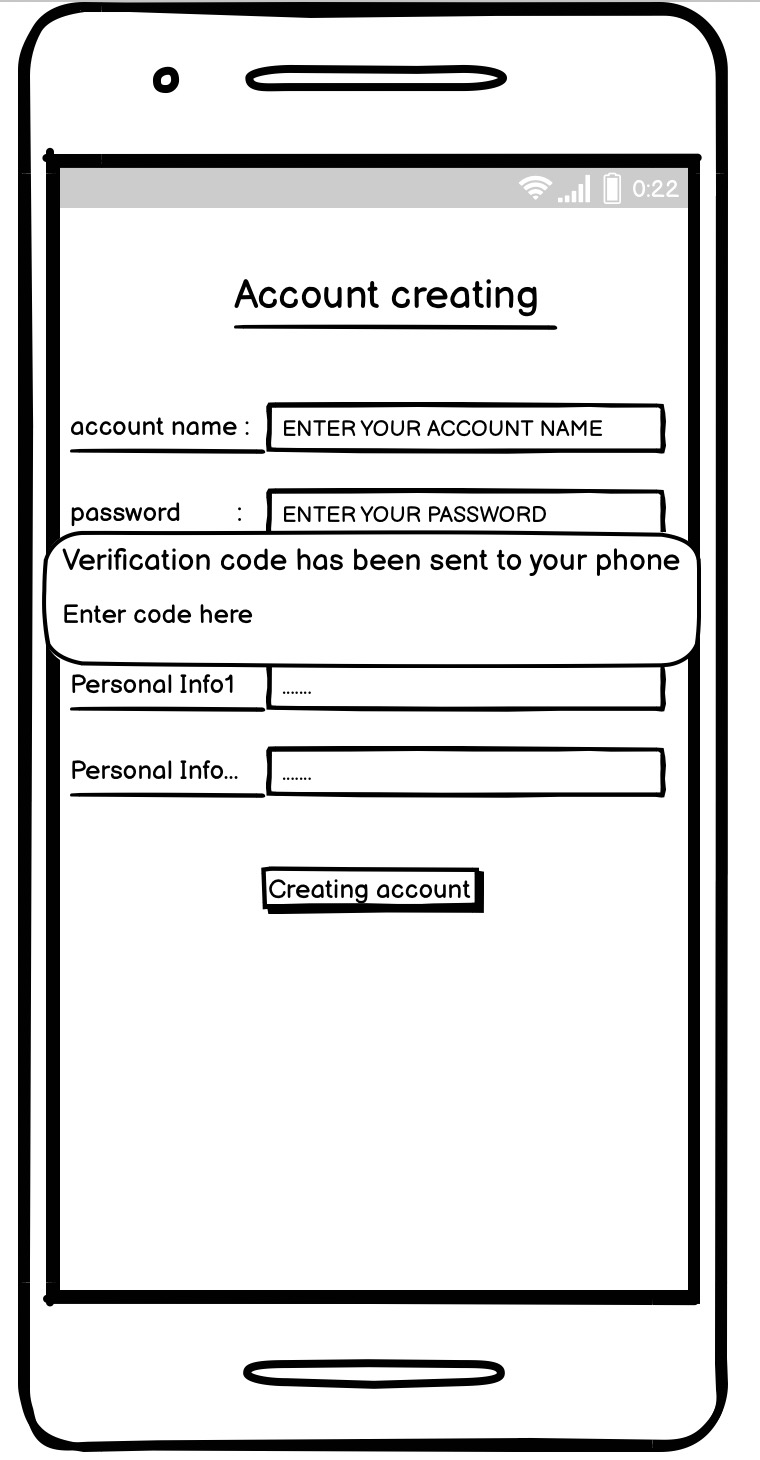 0:22
Account creating
account name : ENTER YOUR ACCOUNT NAME
password : ENTER YOUR PASSWORD
Verification code has been sent to your phone
Enter code here
Personal Info1 .......
Personal Info... .......
Creating account